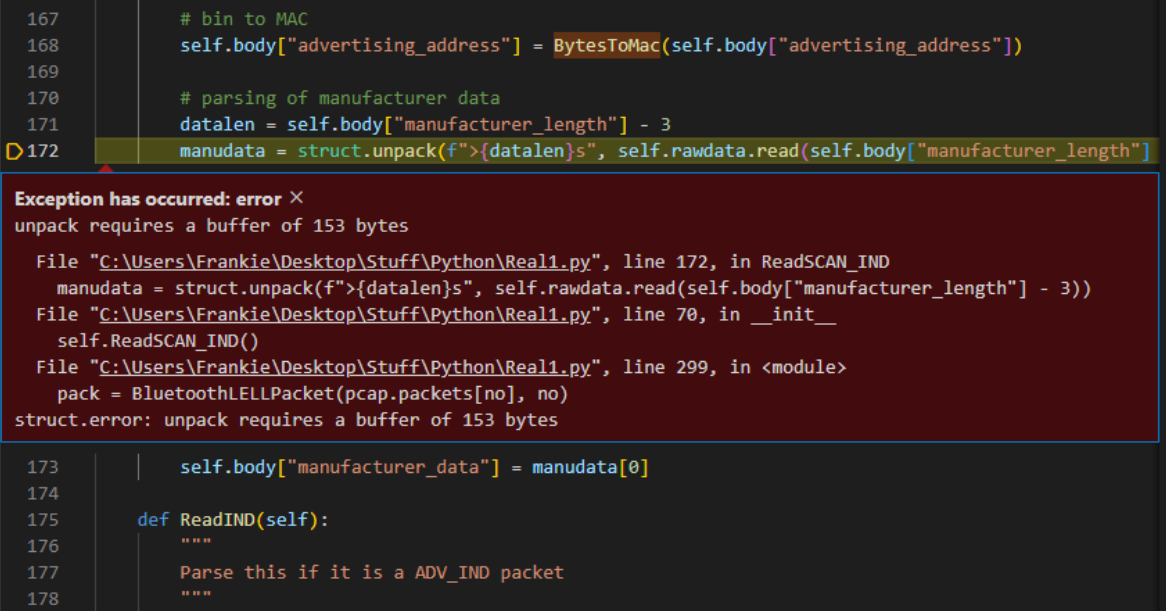 167 # bin to MAC
168 self.body["advertising_address"] = BytesToMac(self.body["advertising_address"])
169
170 # parsing of manufacturer data
171 datalen = self.body["manufacturer_length"] - 3
172 manudata = struct.unpack(f">{datalen}s", self.rawdata.read(self.body["manufacturer_length"]
Exception has occurred: error ×
unpack requires a buffer of 153 bytes
File "C:\Users\Frankie\Desktop\Stuff\Python\Real1.py", line 172, in ReadSCAN_IND
manudata = struct.unpack(f">{datalen}s", self.rawdata.read(self.body["manufacturer_length"] - 3))
File "C:\Users\Frankie\Desktop\Stuff\Python\Real1.py", line 70, in __init__
self.ReadSCAN_IND()
File "C:\Users\Frankie\Desktop\Stuff\Python\Real1.py", line 299, in <module>
pack = BluetoothLELLPacket(pcap.packets[no], no)
struct.error: unpack requires a buffer of 153 bytes
173 self.body["manufacturer_data"] = manudata[0]
174
175 def ReadIND(self):
176 """
177 Parse this if it is a ADV_IND packet
178 """